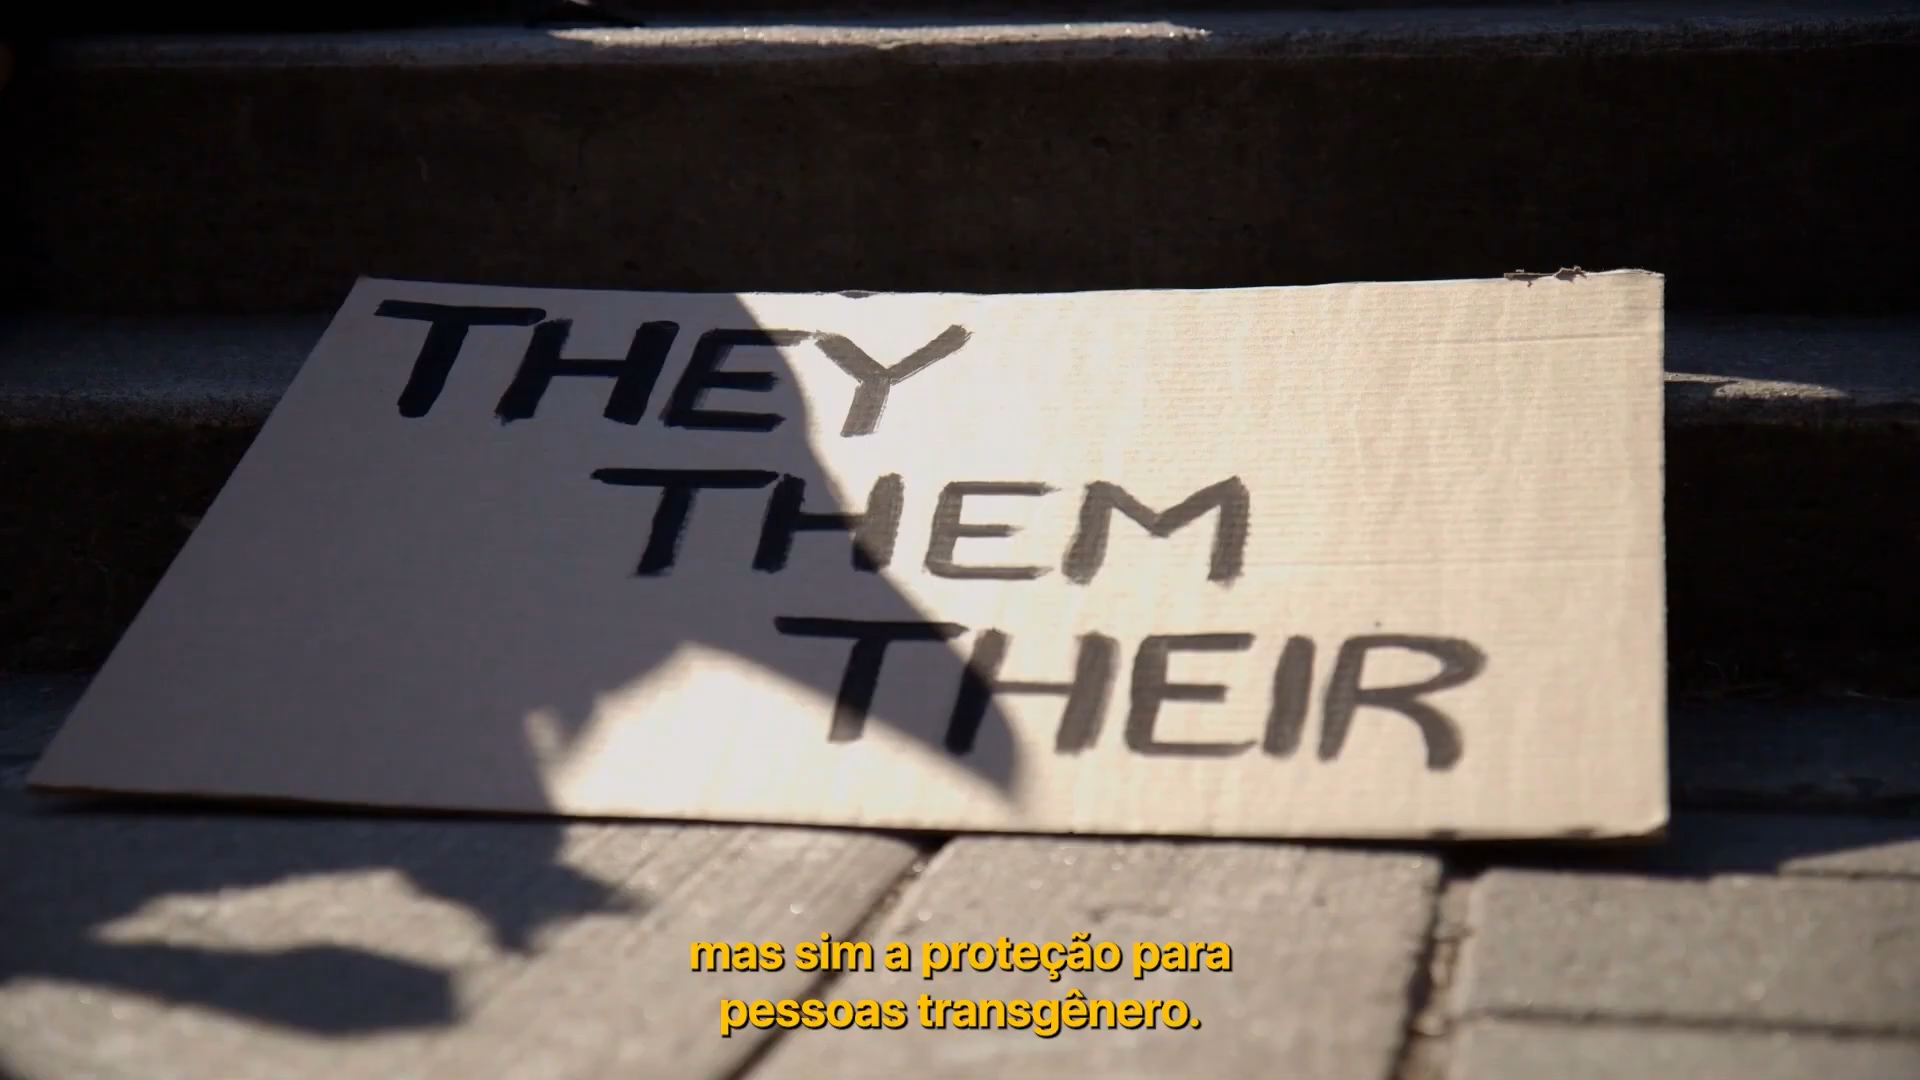 THEY
THEM
THEIR
mas sim a proteção para
pessoas transgênero.